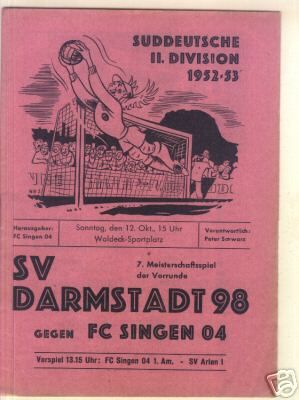 SUDDEUTSCHE
II. DIVISION
1952-53
Herausgeber:
FC Singen 04
Sonntag, den 12. Okt., 15 Uhr
Waldeck-Sportplatz
Verantwortlich:
Peter Schwarz
7. Meisterschaftsspiel
der Vorrunde
SV
DARMSTADT 98
GEGEN FC SINGEN 04
Vorspiel 13.15 Uhr: FC Singen 04 1. Am. - SV Arlen I
eBay